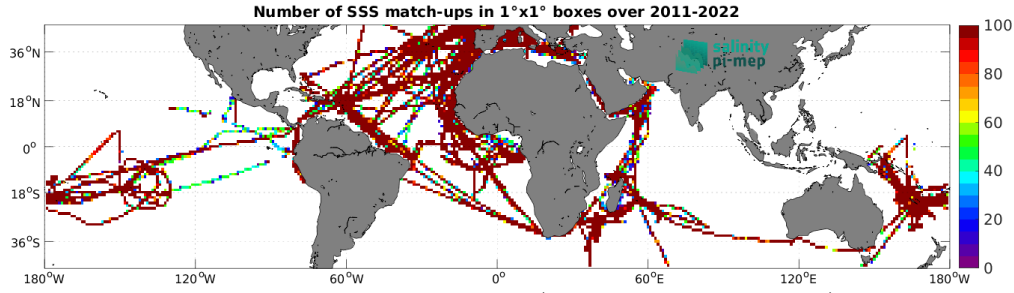 Number of SSS match-ups in 1°x1° boxes over 2011-2022
36°N
18°N
0°
18°S
36°S
180°W
120°W
60°W
0°
60°E
120°E
180°W
100
80
60
40
20
0
salinity
pi-mep